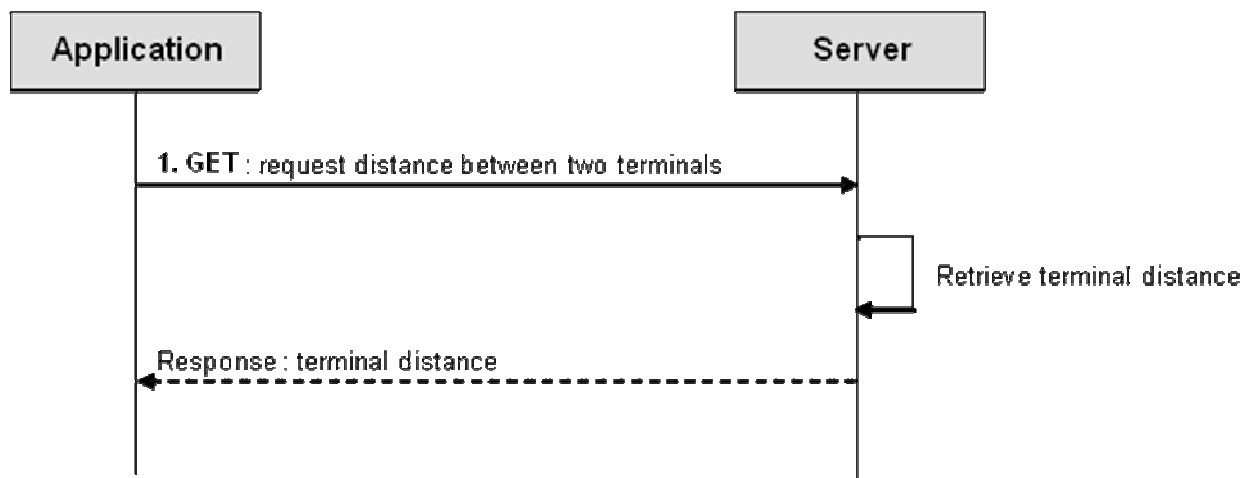 Application
Server
1. GET : request distance between two terminals
Retrieve terminal distance
Response : terminal distance